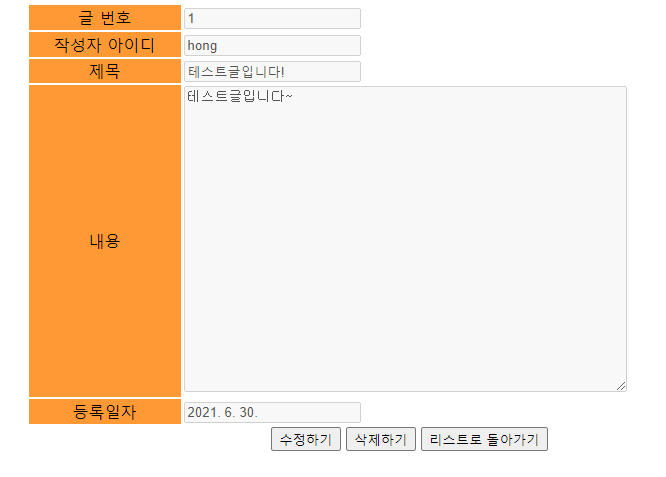 글 번호 1
작성자 아이디 hong
제목 테스트글입니다!
테스트글입니다~
내용
등록일자 2021. 6. 30.
수정하기 삭제하기 리스트로 돌아가기